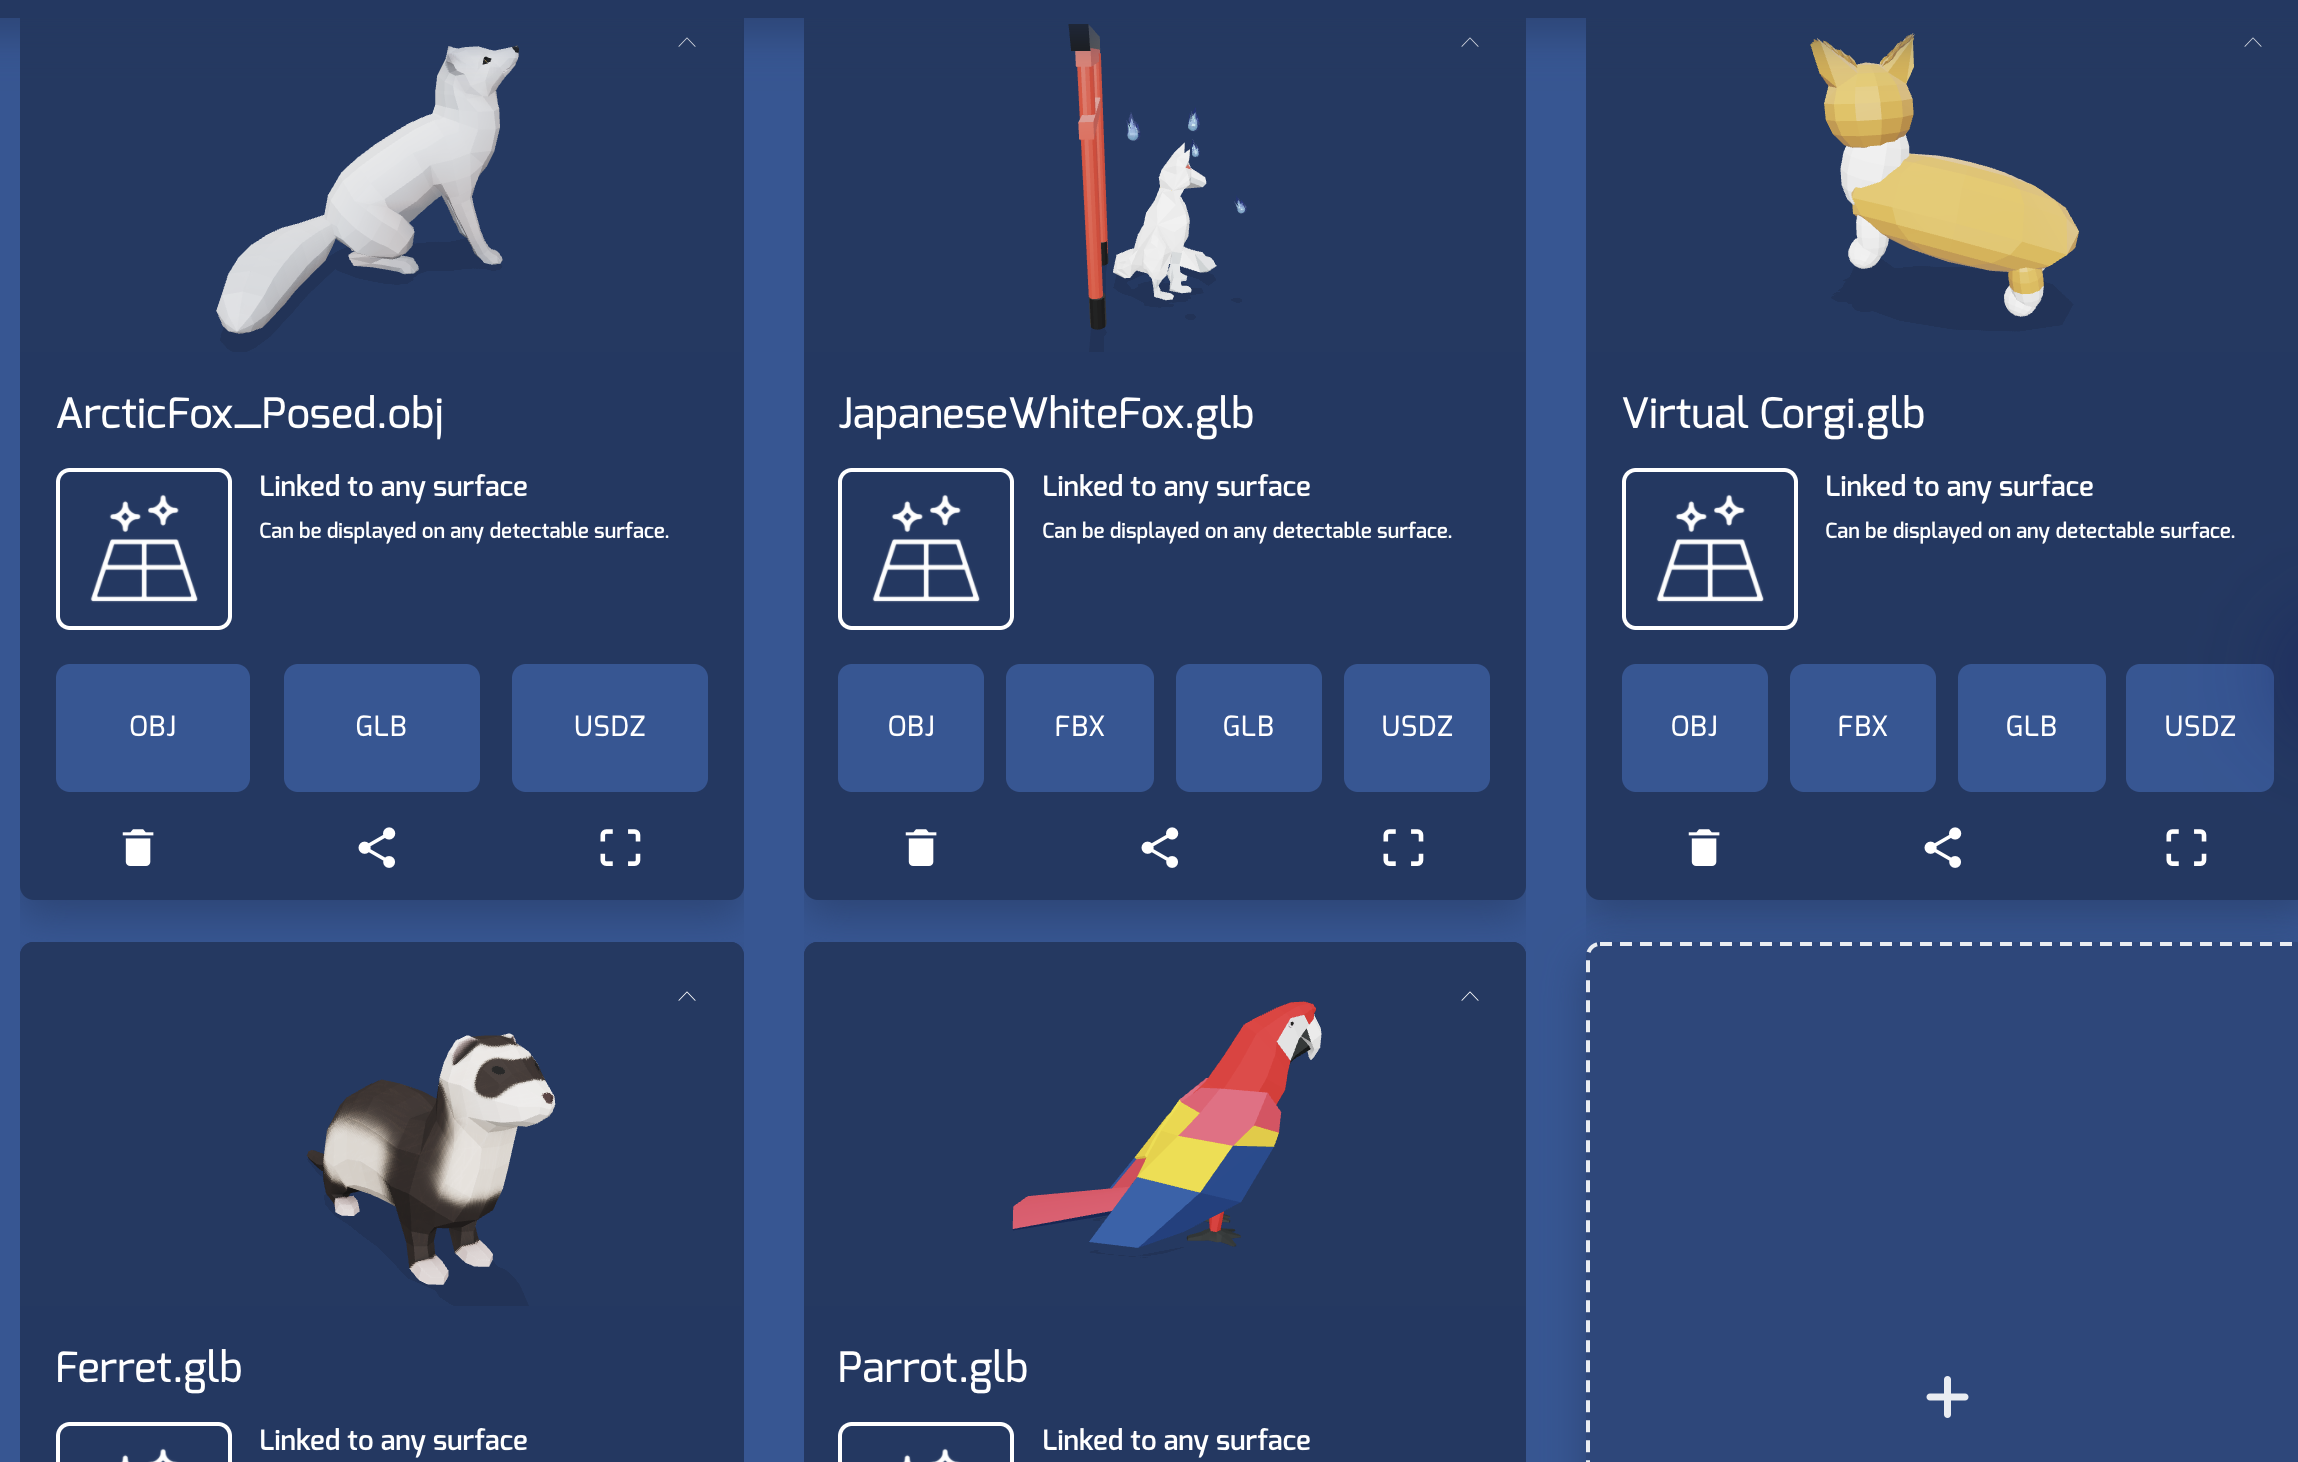 ArcticFox_Posed.obj
Linked to any surface
Can be displayed on any detectable surface.
OBJ
GLB
USDZ
JapaneseWhiteFox.glb
Linked to any surface
Can be displayed on any detectable surface.
OBJ
FBX
GLB
USDZ
Virtual Corgi.glb
Linked to any surface
Can be displayed on any detectable surface.
OBJ
FBX
GLB
USDZ
Ferret.glb
Linked to any surface
Parrot.glb
Linked to any surface